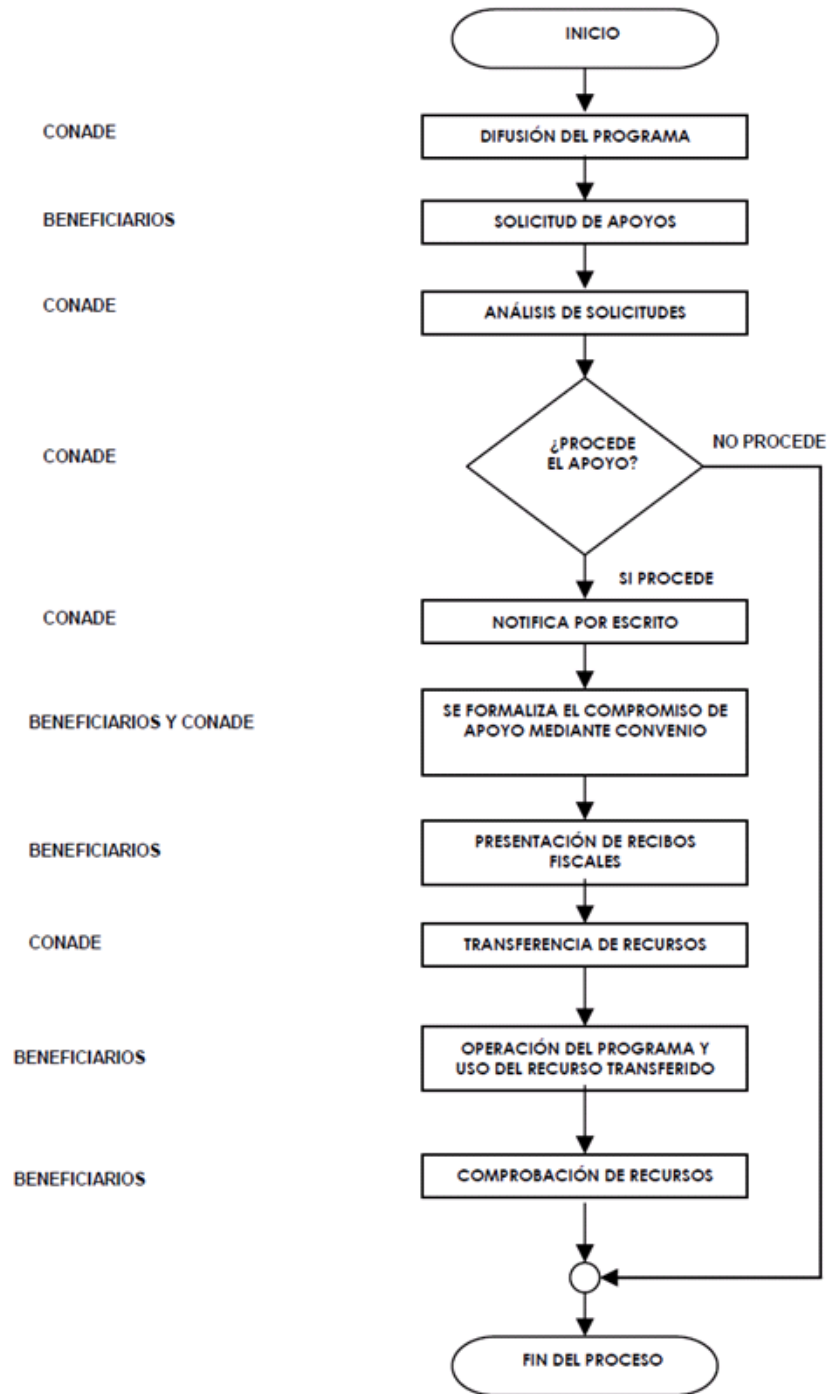 INICIO
CONADE
DIFUSIÓN DEL PROGRAMA
BENEFICIARIOS
SOLICITUD DE APOYOS
CONADE
ANÁLISIS DE SOLICITUDES
CONADE
¿PROCEDE
EL APOYO?
NO PROCEDE
SI PROCEDE
CONADE
NOTIFICA POR ESCRITO
BENEFICIARIOS Y CONADE
SE FORMALIZA EL COMPROMISO DE
APOYO MEDIANTE CONVENIO
BENEFICIARIOS
PRESENTACIÓN DE RECIBOS
FISCALES
CONADE
TRANSFERENCIA DE RECURSOS
BENEFICIARIOS
OPERACIÓN DEL PROGRAMA Y
USO DEL RECURSO TRANSFERIDO
BENEFICIARIOS
COMPROBACIÓN DE RECURSOS
FIN DEL PROCESO